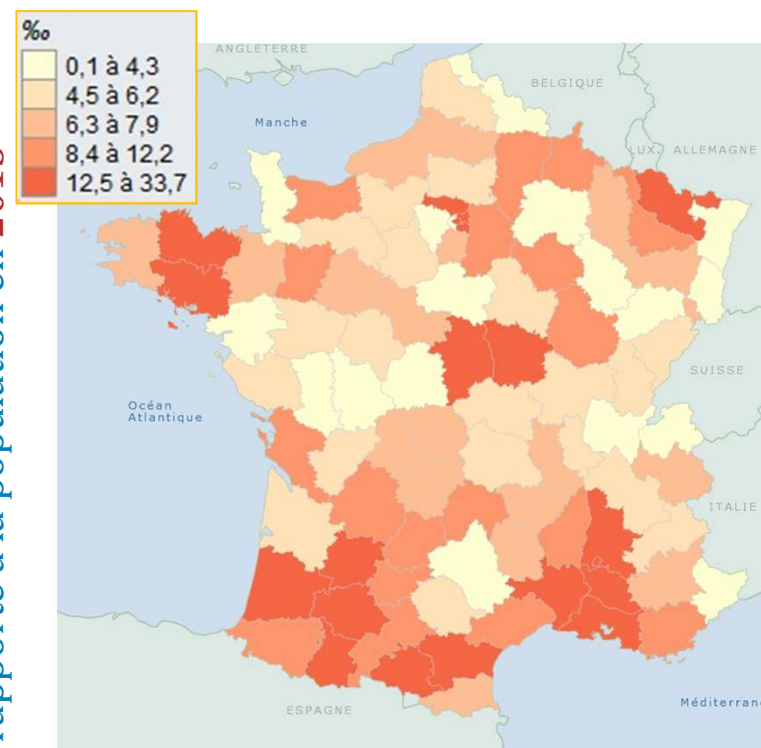 ‰
0,1 à 4,3
4,5 à 6,2
6,3 à 7,9
8,4 à 12,2
12,5 à 33,7
ANGLETERRE
BELGIQUE
Manche
LUX.
ALLEMAGNE
SUISSE
Océan
Atlantique
ITALIE
ESPAGNE
Méditerran
rapporté à la population en